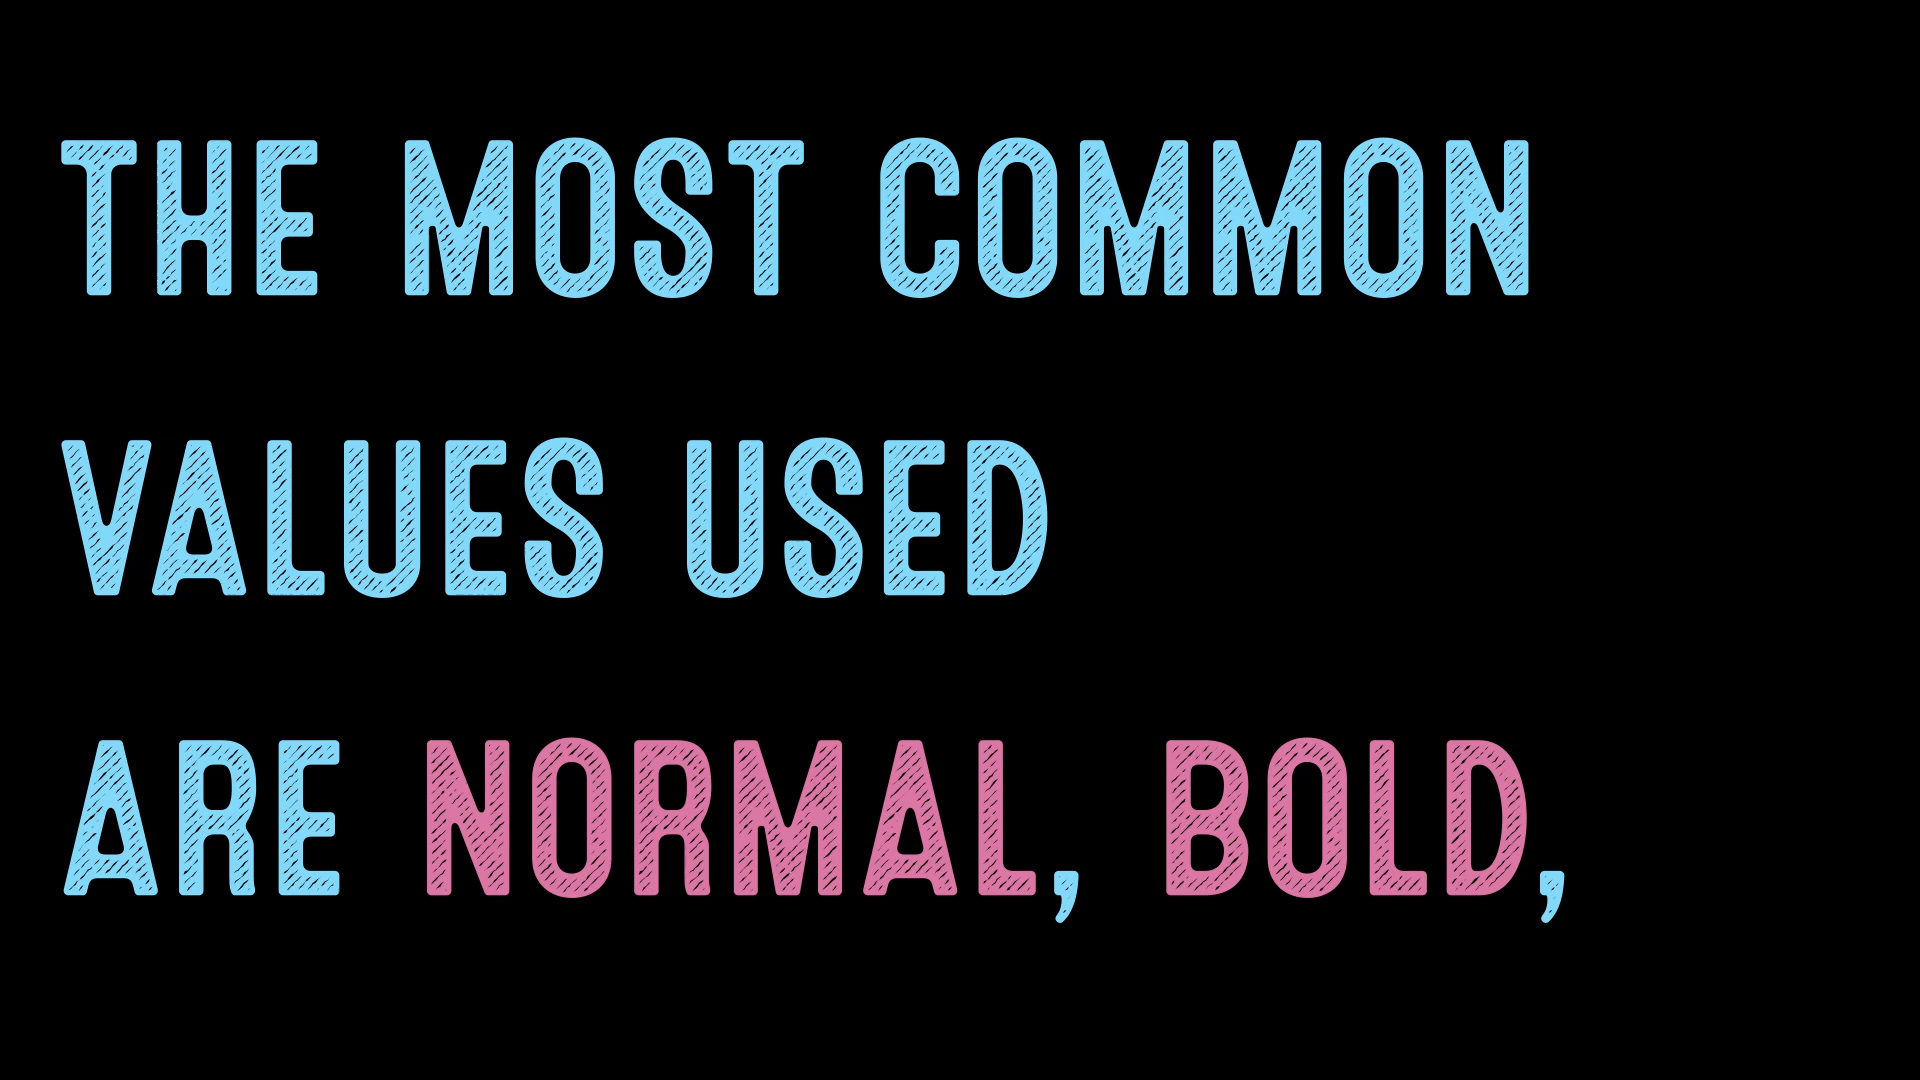 THE MOST COMMON
VALUES USED
ARE NORMAL, BOLD,